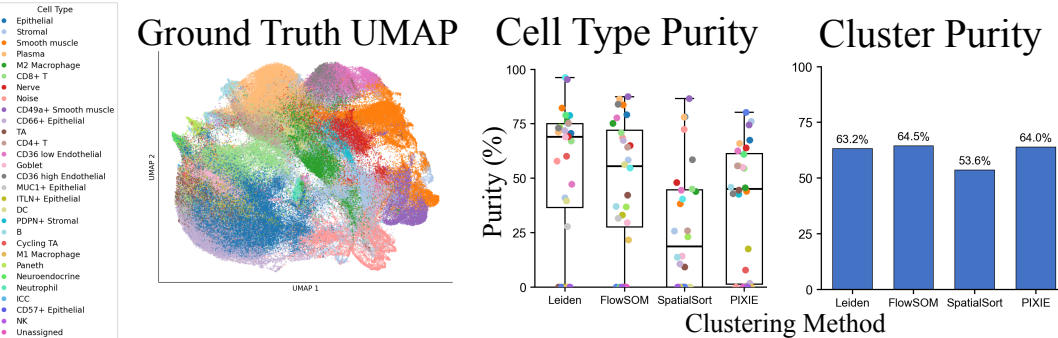 Cell Type
Epithelial
Stromal
Smooth muscle
Plasma
M2 Macrophage
CD8+ T
Nerve
Noise
CD49a+ Smooth muscle
CD66+ Epithelial
TA
CD4+ T
CD36 low Endothelial
Goblet
CD36 high Endothelial
MUC1+ Epithelial
ITLN+ Epithelial
DC
PDPN+ Stromal
B
Cycling TA
M1 Macrophage
Paneth
Neuroendocrine
Neutrophil
ICC
CD57+ Epithelial
NK
Unassigned
Ground Truth UMAP
UMAP 2
UMAP 1
Cell Type Purity
Purity (%)
100
75
50
25
0
Leiden FlowSOM SpatialSort PIXIE
Cluster Purity
100
75
50
25
0
63.2% 64.5% 53.6% 64.0%
Leiden FlowSOM SpatialSort PIXIE
Clustering Method